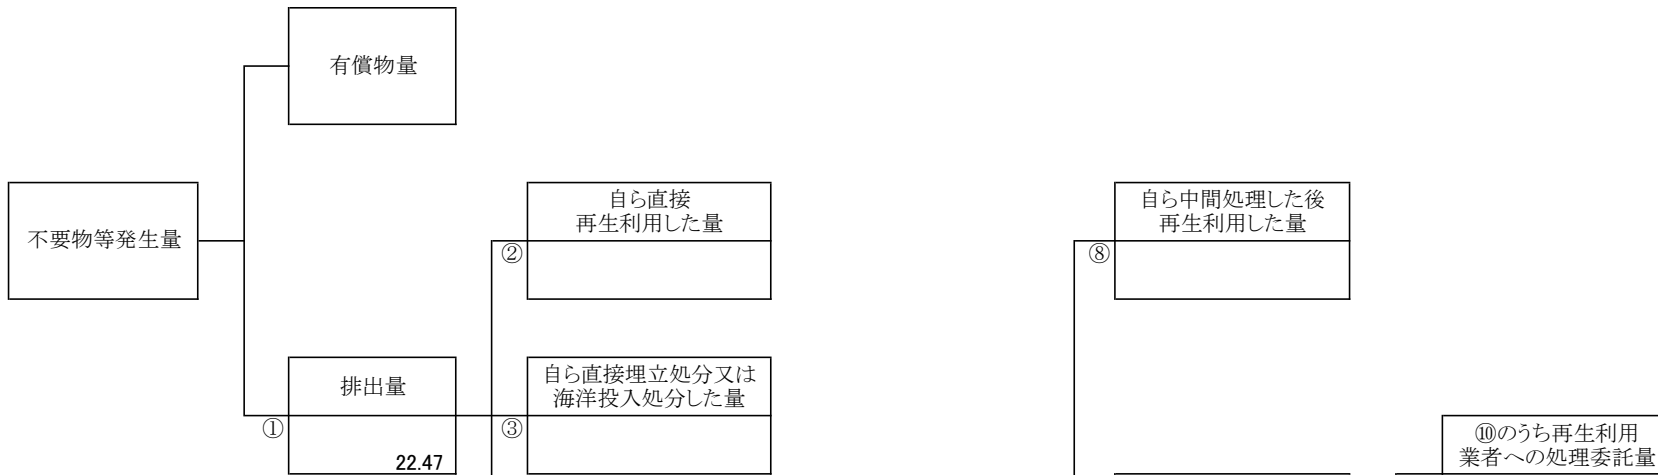 有償物量
不要物等発生量
自ら直接
再生利用した量
②
自ら中間処理した後
再生利用した量
⑧
排出量
①
22.47
自ら直接埋立処分又は
海洋投入処分した量
③
⑩のうち再生利用
業者への処理委託量